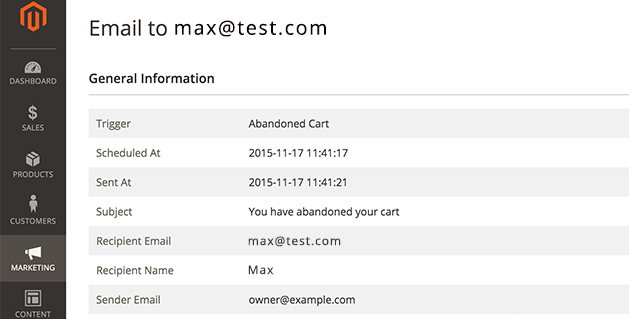 Email to max@test.com
General Information
DASHBOARD
Trigger Abandoned Cart
$
SALES
Scheduled At 2015-11-17 11:41:17
PRODUCTS
Sent At 2015-11-17 11:41:21
CUSTOMERS
Subject You have abandoned your cart
Recipient Email max@test.com
MARKETING
Recipient Name Max
Sender Email owner@example.com
CONTENT